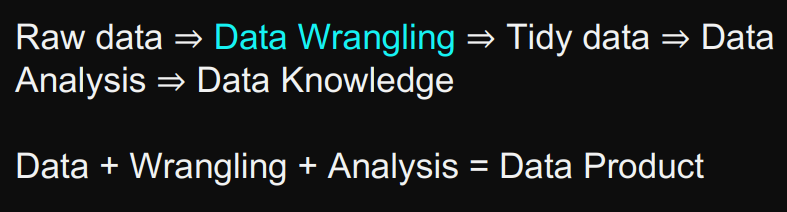 Raw data ⇒ Data Wrangling ⇒ Tidy data ⇒ Data
Analysis ⇒ Data Knowledge
Data + Wrangling + Analysis = Data Product